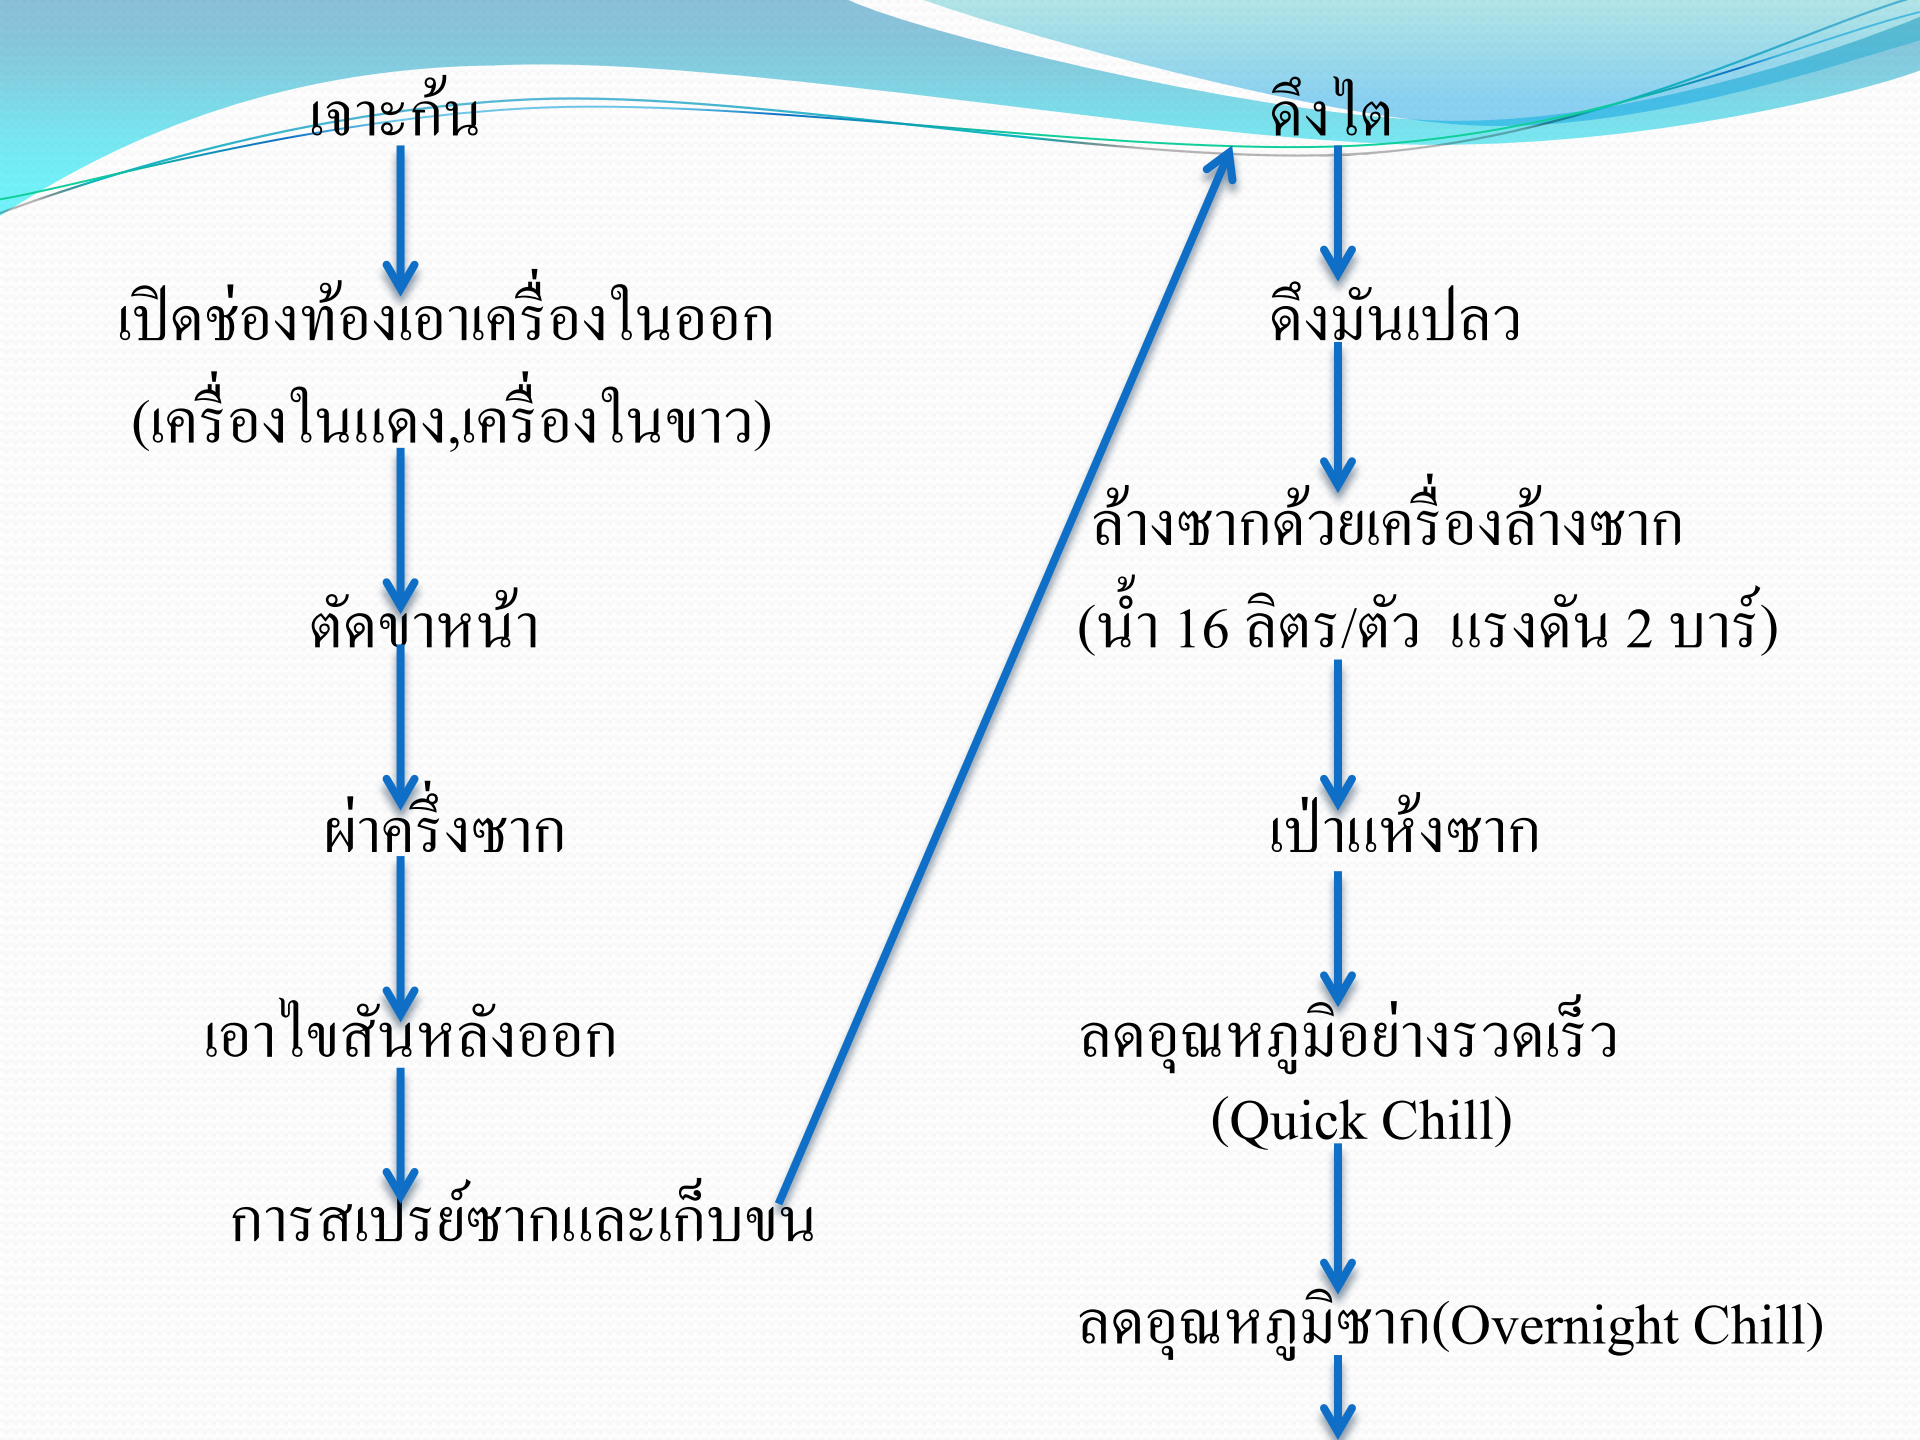 เจาะก้น
เปิดช่องท้องเอาเครื่องในออก
(เครื่องในแดง,เครื่องในขาว)
ตัดขาหน้า
ผ่าครึ่งซาก
เอาไขสันหลังออก
การสเปรย์ซากและเก็บขน
ดึงไต
ดึงมันเปลว
ล้างซากด้วยเครื่องล้างซาก
(น้ำ 16 ลิตร/ตัว แรงดัน 2 บาร์)
เป่าแห้งซาก
ลดอุณหภูมิอย่างรวดเร็ว
(Quick Chill)
ลดอุณหภูมิซาก(Overnight Chill)